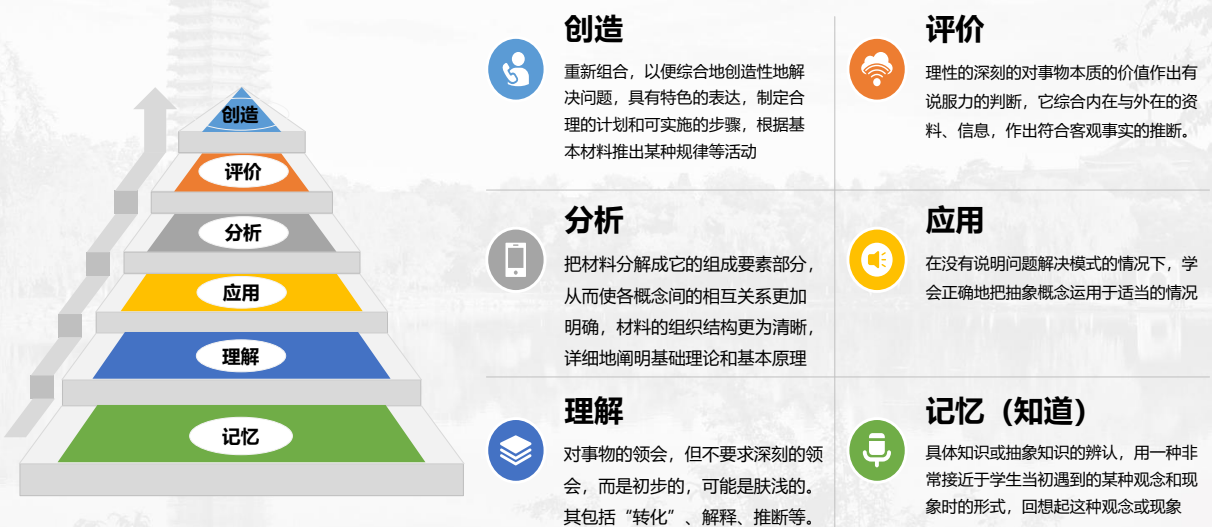 创造
评价
分析
应用
理解
记忆
创造
重新组合，以便综合地创造性地解
决问题，具有特色的表达，制定合
理的计划和可实施的步骤，根据基
本材料推出某种规律等活动
评价
理性的深刻的对事物本质的价值作出有
说服力的判断，它综合内在与外在的资
料、信息，作出符合客观事实的推断。
分析
把材料分解成它的组成要素部分，
从而使各概念间的相互关系更加
明确，材料的组织结构更为清晰，
详细地阐明基础理论和基本原理
应用
在没有说明问题解决模式的情况下，学
会正确地把抽象概念运用于适当的情况
理解
对事物的领会，但不要求深刻的领
会，而是初步的，可能是肤浅的。
其包括“转化”、解释、推断等。
记忆（知道）
具体知识或抽象知识的辨认，用一种非
常接近于学生当初遇到的某种观念和现
象时的形式，回想起这种观念或现象